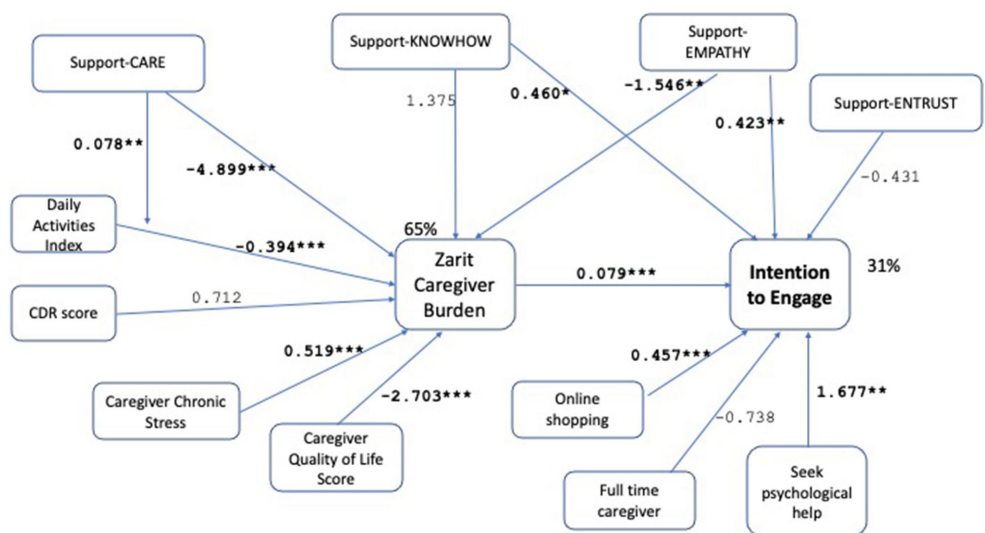 Support-CARE
Support-KNOWHOW
Support-
EMPATHY
Support-ENTRUST
1.375
0.460*
-1.546**
0.423**
0.078**
-4.899***
-0.431
Daily
Activities
Index
-0.394***
65%
Zarit
Caregiver
Burden
0.079***
Intention
to Engage
31%
CDR score
0.712
0.519***
-2.703***
0.457***
-0.738
1.677**
Caregiver Chronic
Stress
Caregiver
Quality of Life
Score
Online
shopping
Full time
caregiver
Seek
psychological
help